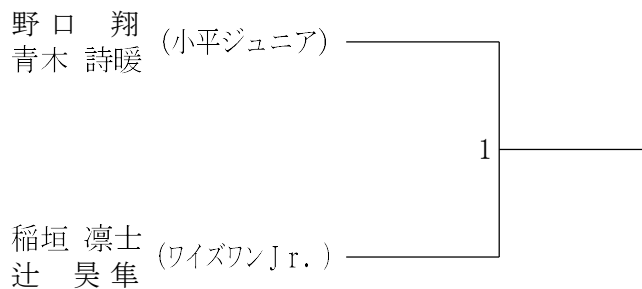 野口 翔
青木 詩暖
(小平ジュニア)
1
稲垣 凛士
辻 昊隼
(ワイズワンJr.)